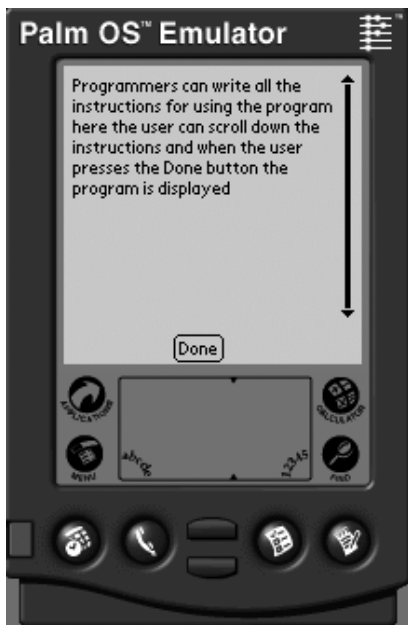 Palm OS™ Emulator
Programmers can write all the
instructions for using the program
here the user can scroll down the
instructions and when the user
presses the Done button the
program is displayed
Done
APPLICATIONS
CALCULATOR
MENU
abcde
12345
FIND